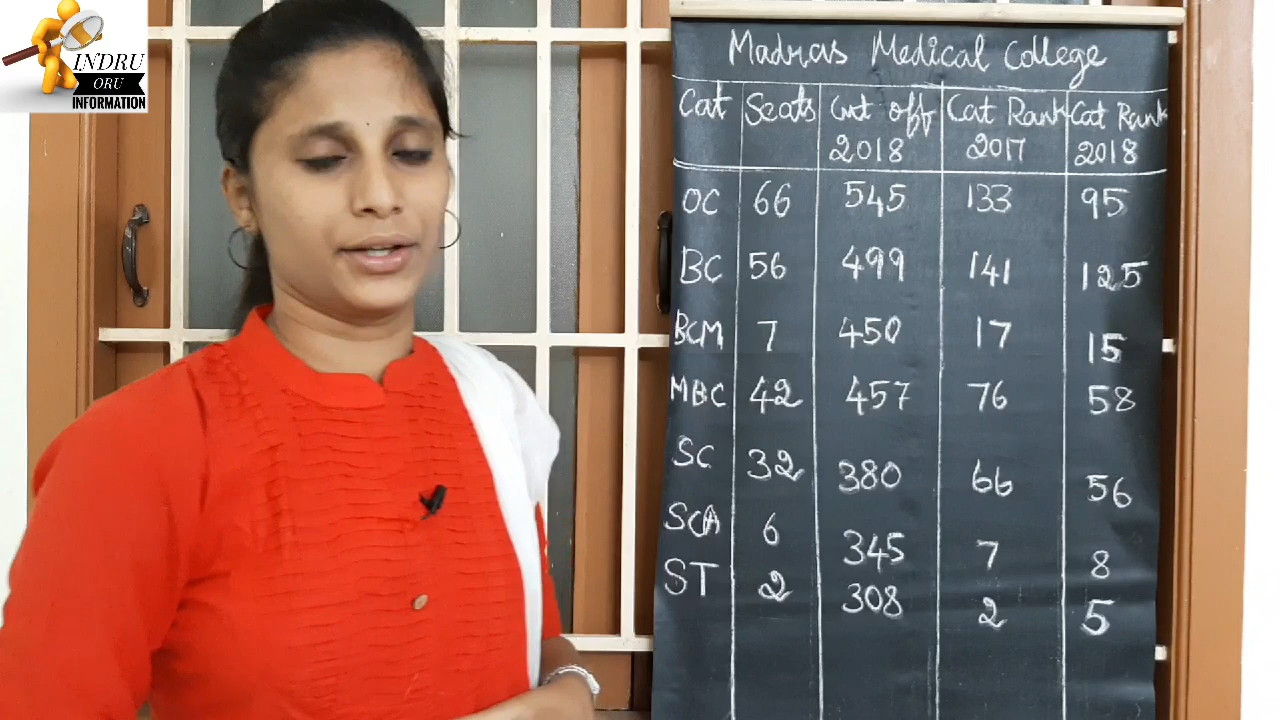 INDRU
ORU
INFORMATION
Madras Medical College
Cat Seats Cut off 2018 Cat Rank 2017 Cat Rank 2018
OC 66 545 133 95
BC 56 499 141 125
BCM 7 450 17 15
MBC 42 457 76 58
SC 32 380 66 56
SCA 6 345 7 8
ST 2 308 2 5